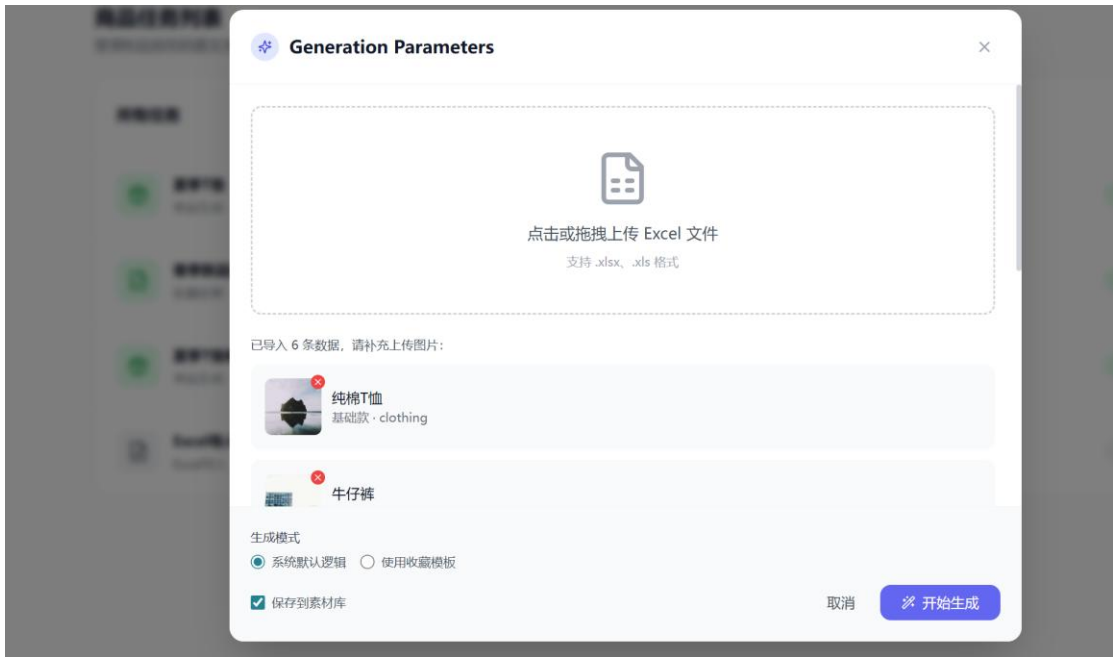 Generation Parameters
点击或拖拽上传 Excel 文件
支持 .xlsx、.xls 格式
已导入 6 条数据，请补充上传图片：
纯棉T恤
基础款 · clothing
牛仔裤
生成模式
系统默认逻辑 使用收藏模板
保存到素材库
取消 开始生成